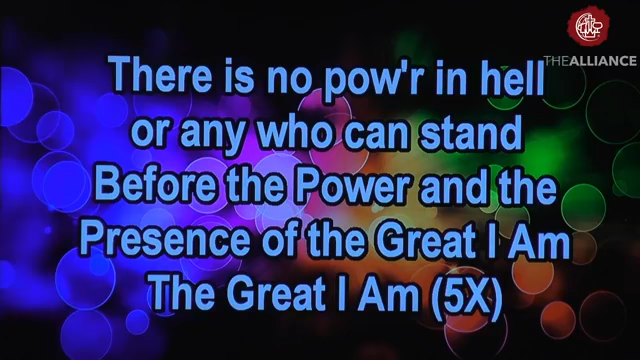 THEALLIANCE
There is no pow'r in hell
or any who can stand
Before the Power and the
Presence of the Great I Am
The Great I Am (5X)